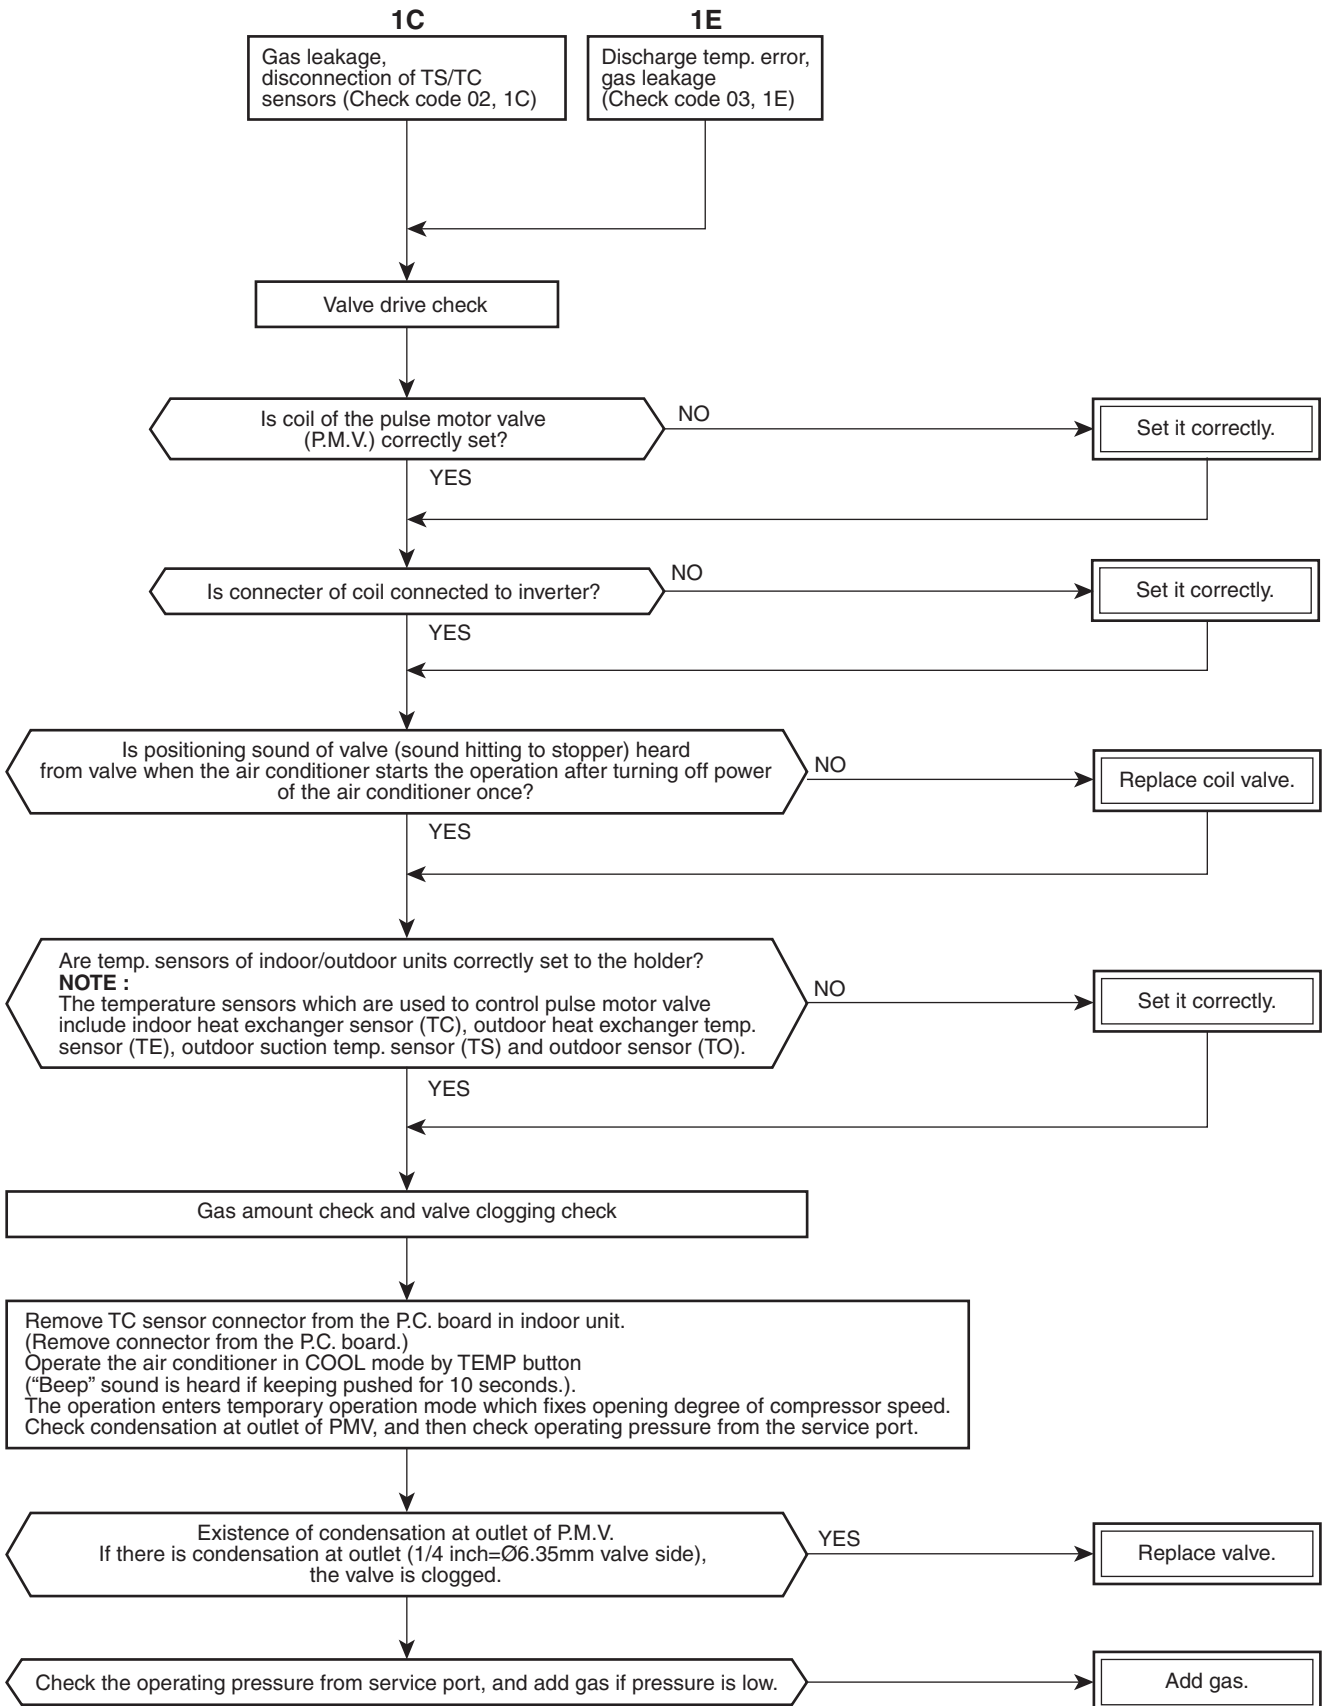 1C
Gas leakage,
disconnection of TS/TC
sensors (Check code 02, 1C)
1E
Discharge temp. error,
gas leakage
(Check code 03, 1E)
Valve drive check
Is coil of the pulse motor valve
(P.M.V.) correctly set?
NO
Set it correctly.
YES
Is connecter of coil connected to inverter?
NO
Set it correctly.
YES
Is positioning sound of valve (sound hitting to stopper) heard
from valve when the air conditioner starts the operation after turning off power
of the air conditioner once?
NO
Replace coil valve.
YES
Are temp. sensors of indoor/outdoor units correctly set to the holder?
NOTE :
The temperature sensors which are used to control pulse motor valve
include indoor heat exchanger sensor (TC), outdoor heat exchanger temp.
sensor (TE), outdoor suction temp. sensor (TS) and outdoor sensor (TO).
NO
Set it correctly.
YES
Gas amount check and valve clogging check
Remove TC sensor connector from the P.C. board in indoor unit.
(Remove connector from the P.C. board.)
Operate the air conditioner in COOL mode by TEMP button
(“Beep” sound is heard if keeping pushed for 10 seconds.).
The operation enters temporary operation mode which fixes opening degree of compressor speed.
Check condensation at outlet of PMV, and then check operating pressure from the service port.
Existence of condensation at outlet of P.M.V.
If there is condensation at outlet (1/4 inch=Ø6.35mm valve side),
the valve is clogged.
YES
Replace valve.
Check the operating pressure from service port, and add gas if pressure is low.
Add gas.